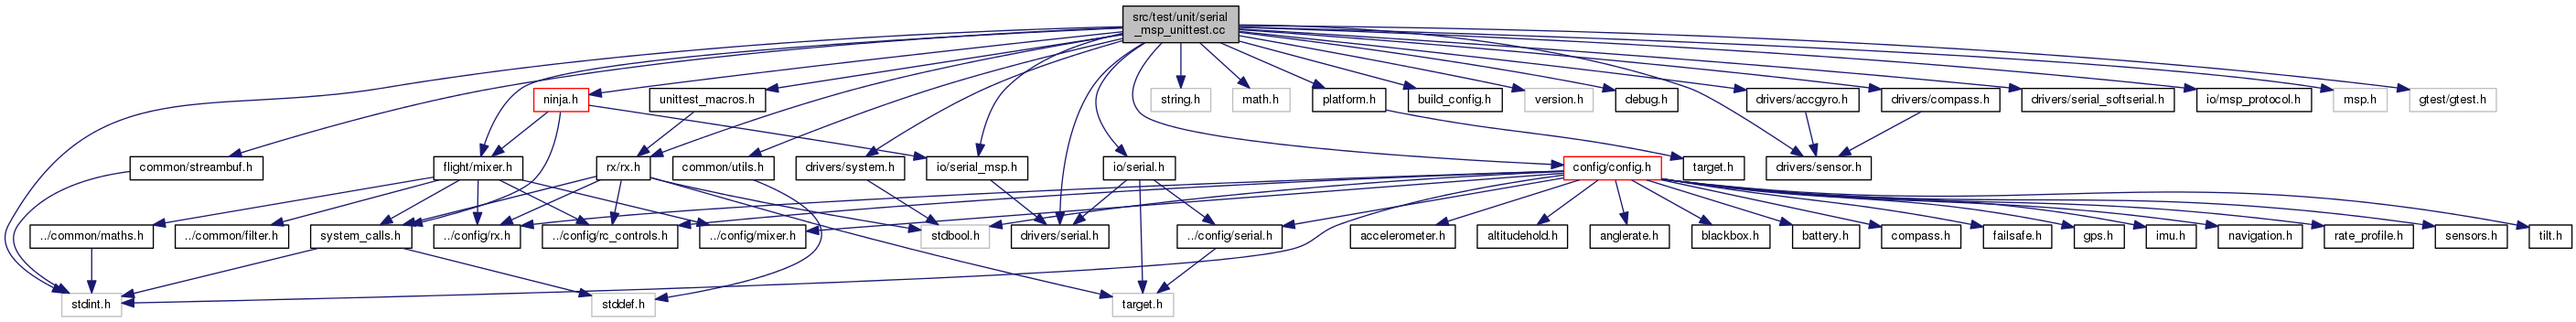 src/test/unit/serial
_msp_unittest.cc
ninja.h
unittest_macros.h
string.h
math.h
platform.h
build_config.h
version.h
debug.h
drivers/accgyro.h
drivers/compass.h
drivers/serial_softserial.h
io/msp_protocol.h
msp.h
gtest/gtest.h
common/streambuf.h
flight/mixer.h
rx/rx.h
common/utils.h
drivers/system.h
io/serial_msp.h
io/serial.h
config/config.h
target.h
drivers/sensor.h
../common/maths.h
../common/filter.h
system_calls.h
../config/rx.h
../config/rc_controls.h
../config/mixer.h
stdbool.h
drivers/serial.h
../config/serial.h
accelerometer.h
altitudehold.h
anglerate.h
blackbox.h
battery.h
compass.h
failsafe.h
gps.h
imu.h
navigation.h
rate_profile.h
sensors.h
tilt.h
stdint.h
stddef.h
target.h